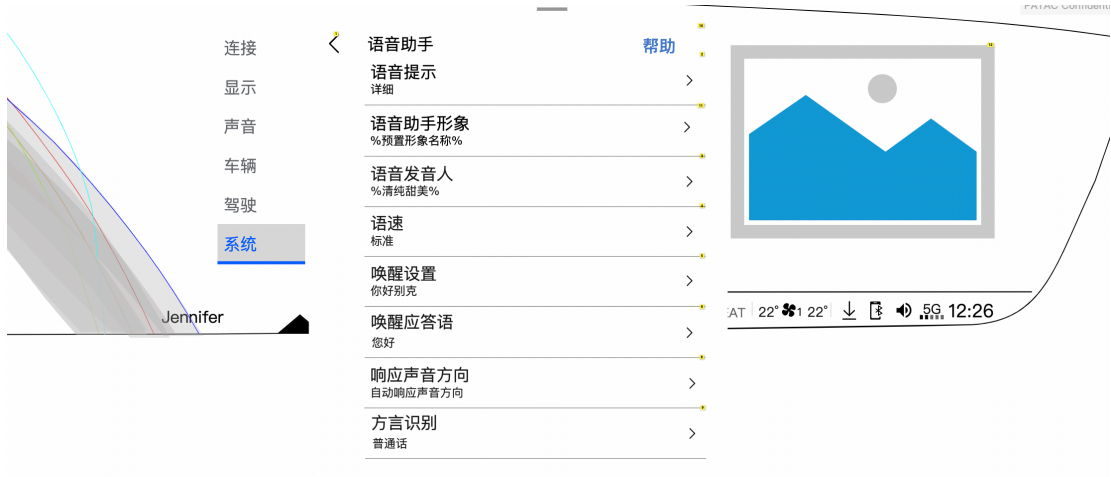 连接
显示
声音
车辆
驾驶
系统
Jennifer
语音助手
帮助
语音提示
详细
语音助手形象
%预置形象名称%
语音发音人
%清纯甜美%
语速
标准
唤醒设置
你好别克
唤醒应答语
您好
响应声音方向
自动响应声音方向
方言识别
普通话
PATAC Confidenti
EAT 22° 1 22° 5G 12:26